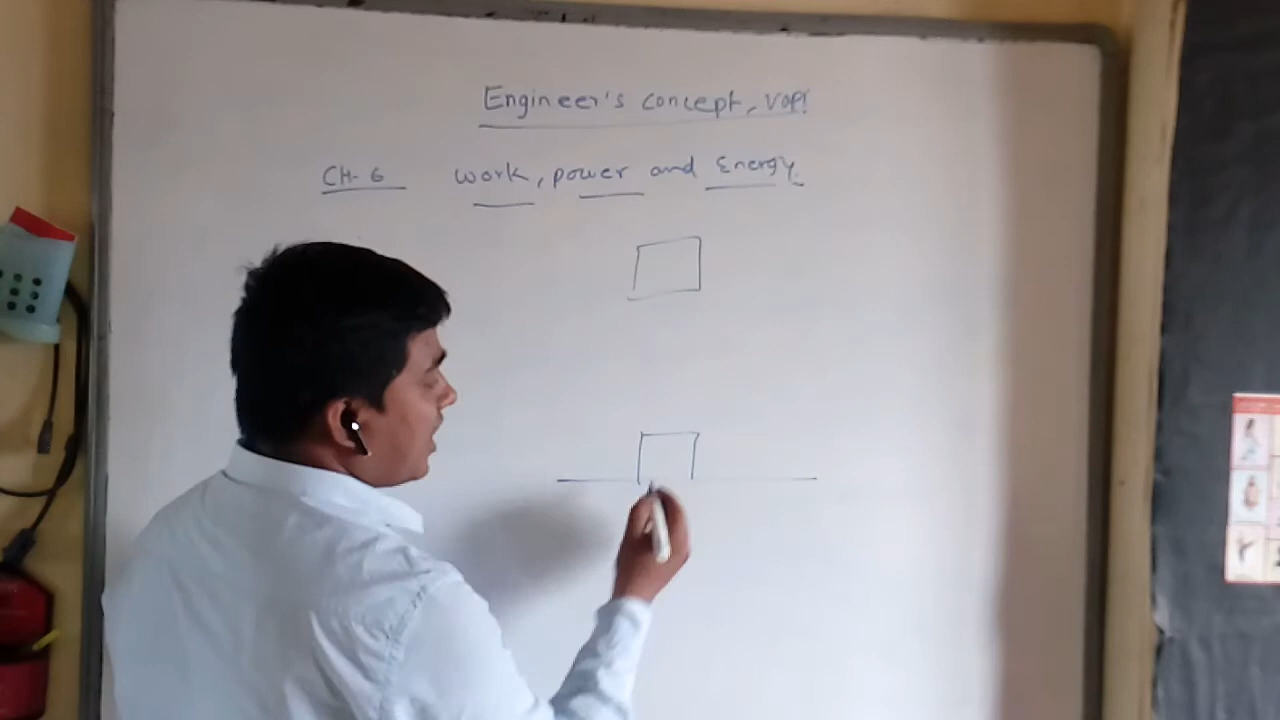 Engineer's concept, VOP!
CH-6 work, power and Energy.